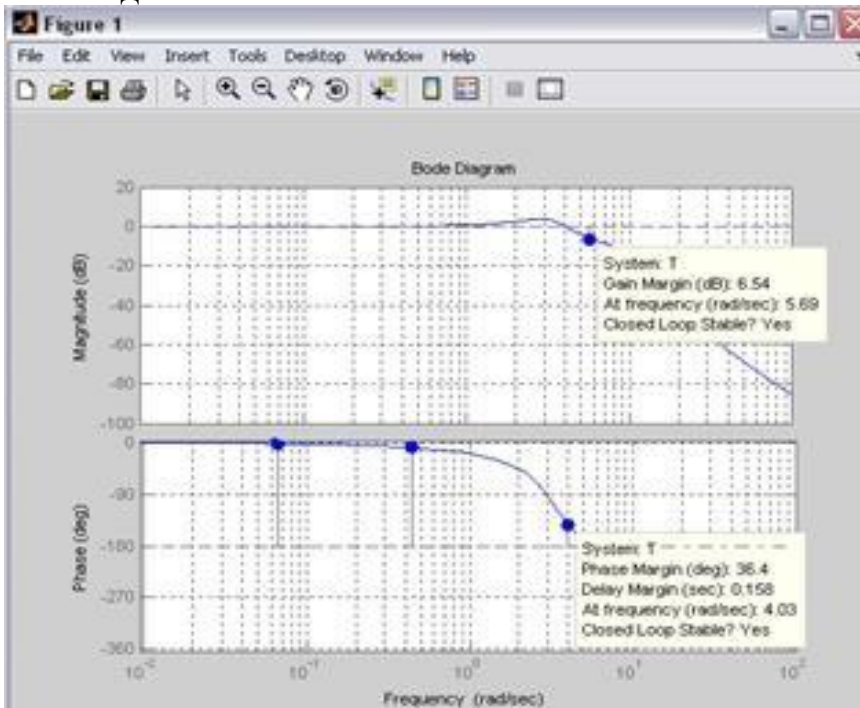 д
Figure 1
File Edit View Insert Tools Desktop Window Help
Bode Diagram
Magnitude (dB)
20
0
-20
-40
-60
-80
-100
System: T
Gain Margin (dB): 6.54
At frequency (rad/sec): 5.69
Closed Loop Stable? Yes
Phase (deg)
0
-90
-180
-270
-360
System: T
Phase Margin (deg): 36.4
Delay Margin (sec): 0.158
At frequency (rad/sec): 4.03
Closed Loop Stable? Yes
10^-2 10^-1 10^0 10^1 10^2
Frequency (rad/sec)